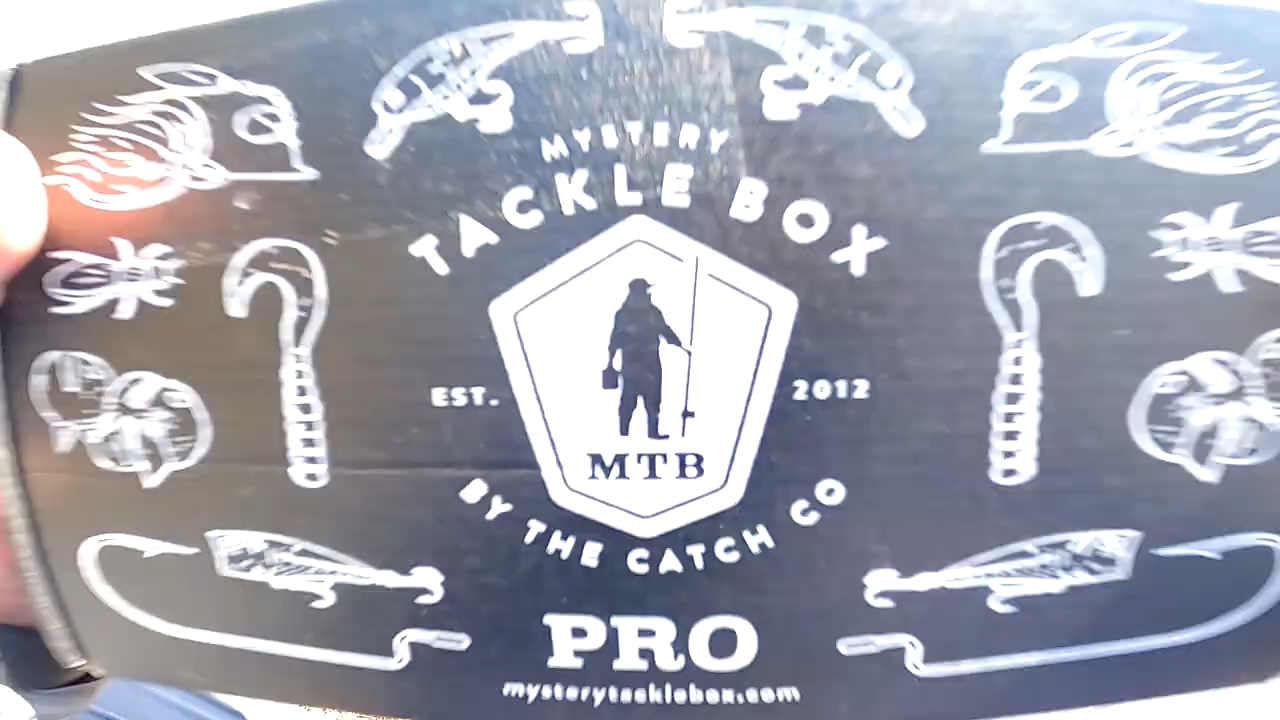 MYSTERY
TACKLE BOX
EST. 2012
MTB
BY THE CATCH CO
PRO
mysterytacklebox.com